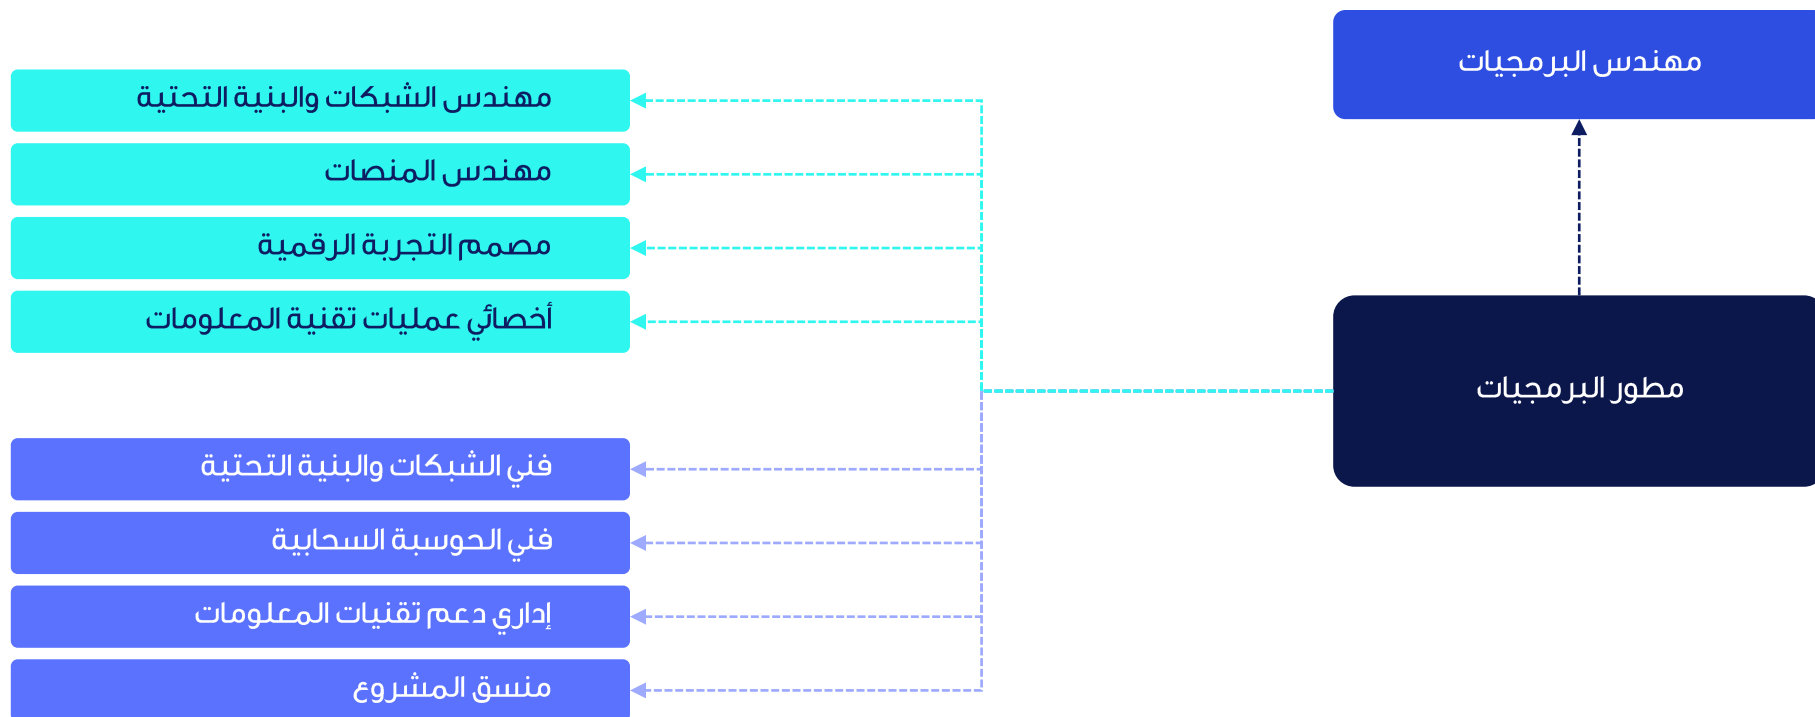 مهندس البرمجيات
مطور البرمجيات
مهندس الشبكات والبنية التحتية
مهندس المنصات
مصمم التجربة الرقمية
أخصائي عمليات تقنية المعلومات
فني الشبكات والبنية التحتية
فني الحوسبة السحابية
إداري دعم تقنيات المعلومات
منسق المشروع